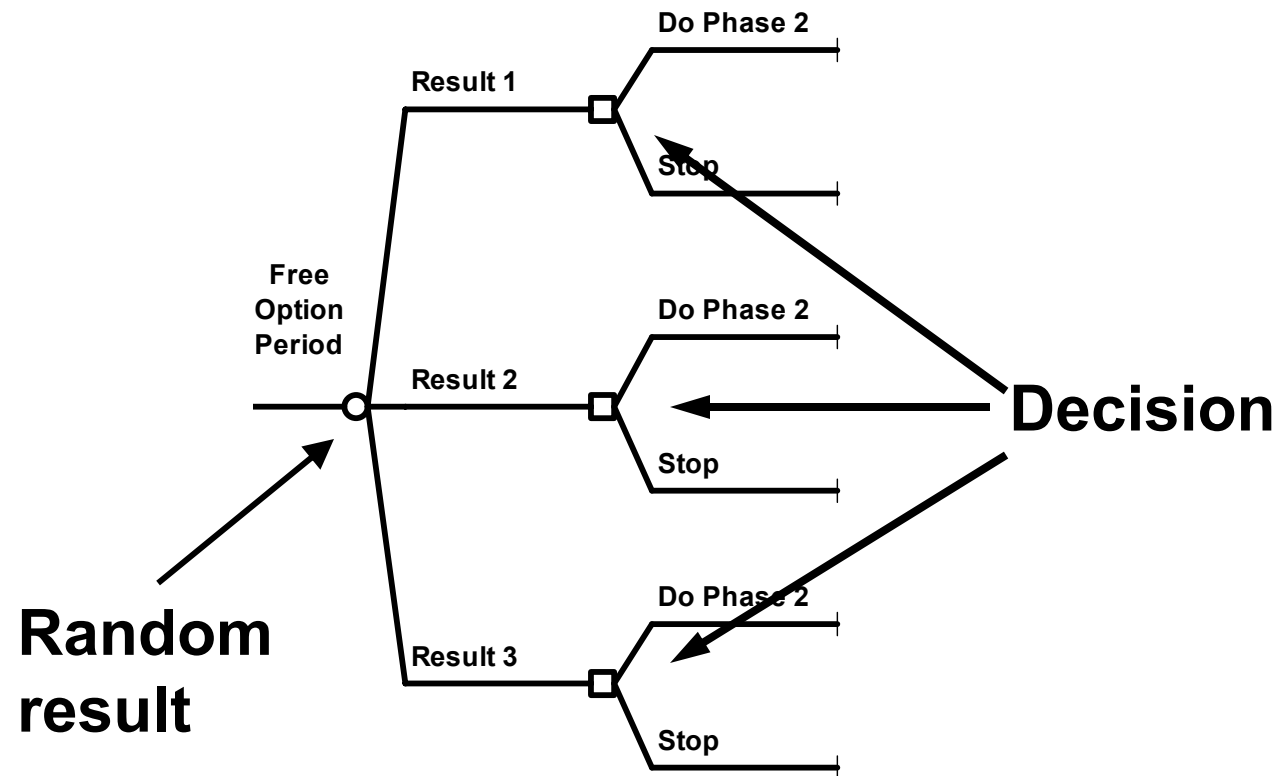 Do Phase 2
Result 1
Stop
Free
Option
Period
Do Phase 2
Result 2
Stop
Decision
Do Phase 2
Random
result
Result 3
Stop